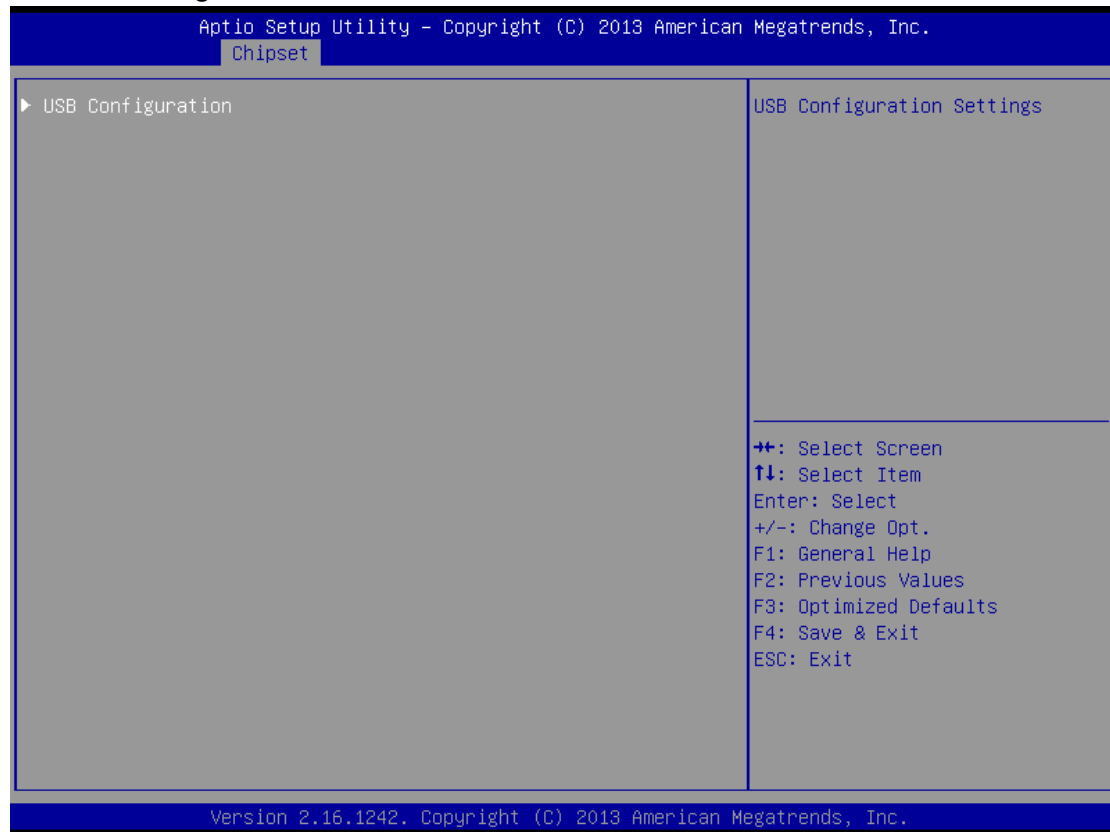 Aptio Setup Utility – Copyright (C) 2013 American Megatrends, Inc.
Chipset
▶ USB Configuration
USB Configuration Settings
→←: Select Screen
↑↓: Select Item
Enter: Select
+/-: Change Opt.
F1: General Help
F2: Previous Values
F3: Optimized Defaults
F4: Save & Exit
ESC: Exit
Version 2.16.1242. Copyright (C) 2013 American Megatrends, Inc.